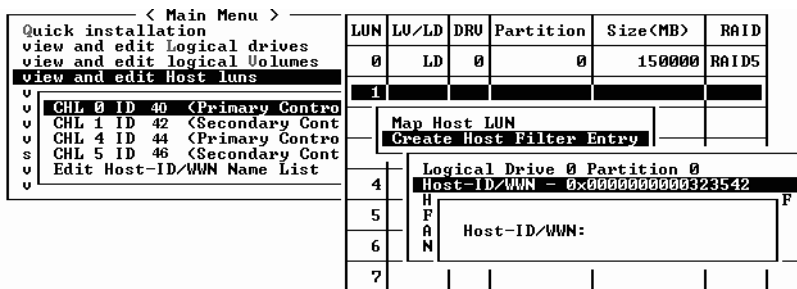 < Main Menu >
Quick installation
view and edit Logical drives
view and edit logical Volumes
view and edit Host luns
v
v
v
v
s
v
v
CHL 0 ID 40 (Primary Contro
CHL 1 ID 42 (Secondary Cont
CHL 4 ID 44 (Primary Contro
CHL 5 ID 46 (Secondary Cont
Edit Host-ID/WWN Name List
LUN LV/LD DRV Partition Size(MB) RAID
0 LD 0 0 150000 RAID5
1
Map Host LUN
Create Host Filter Entry
Logical Drive 0 Partition 0
4 Host-ID/WWN - 0x0000000000323542
H F
5 F
A Host-ID/WWN:
6 N
7